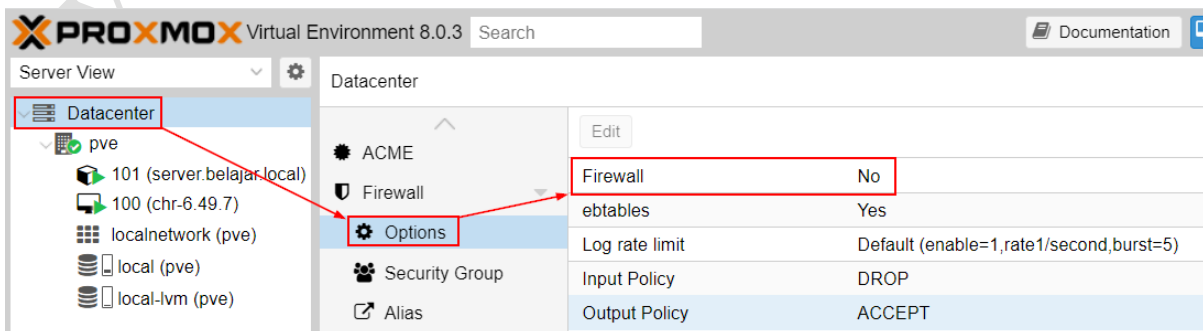 PROXMOX Virtual Environment 8.0.3 Search Documentation
Server View
Datacenter
pve
101 (server.belajar.local)
100 (chr-6.49.7)
localnetwork (pve)
local (pve)
local-lvm (pve)
Datacenter
ACME
Firewall
Options
Security Group
Alias
Edit
Firewall No
ebtables Yes
Log rate limit Default (enable=1,rate1/second,burst=5)
Input Policy DROP
Output Policy ACCEPT